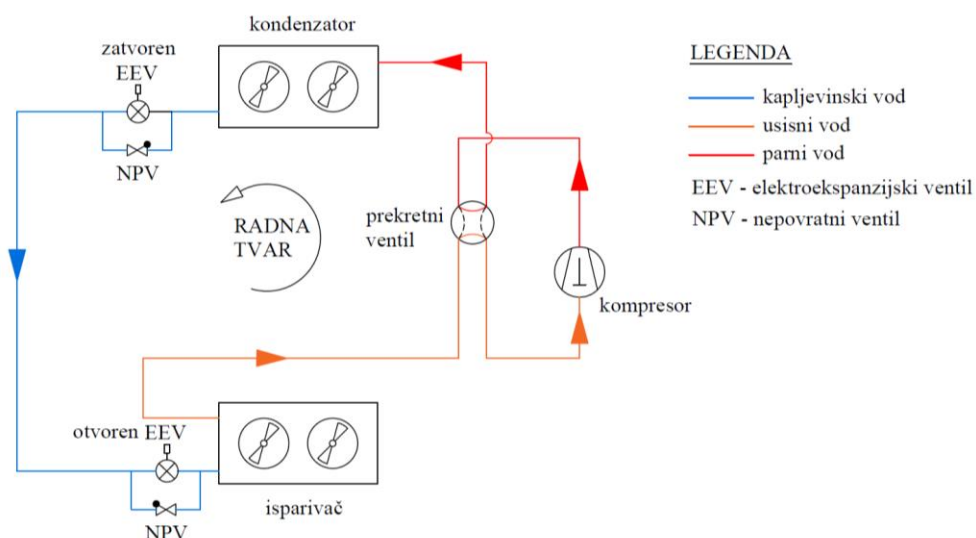 kondenzator
zatvoren
EEV
NPV
RADNA
TVAR
prekretni
ventil
kompresor
otvoren EEV
NPV
isparivač
LEGENDA
kapljevinski vod
usisni vod
parni vod
EEV - elektroekspanzijski ventil
NPV - nepovratni ventil